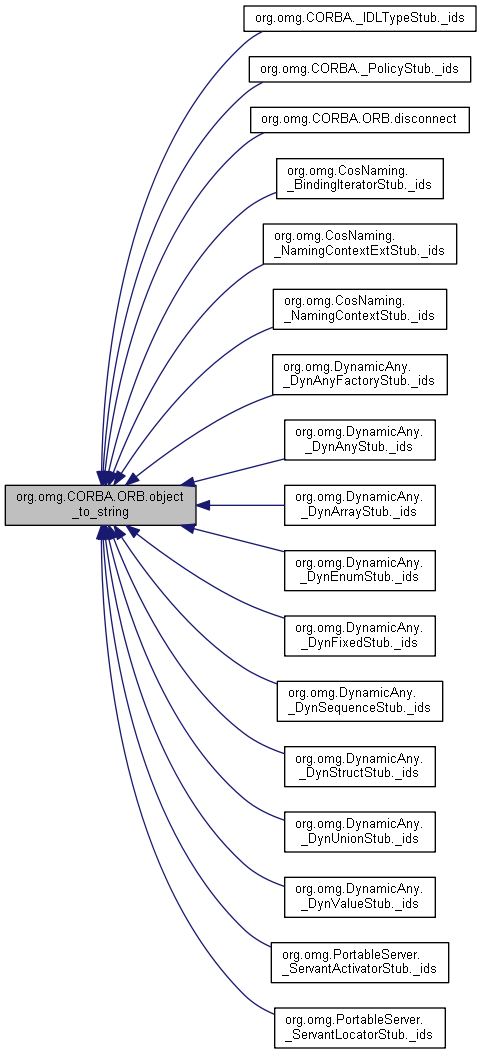 org.omg.CORBA._IDLTypeStub._ids
org.omg.CORBA._PolicyStub._ids
org.omg.CORBA.ORB.disconnect
org.omg.CosNaming.
_BindingIteratorStub._ids
org.omg.CosNaming.
_NamingContextExtStub._ids
org.omg.CosNaming.
_NamingContextStub._ids
org.omg.DynamicAny.
_DynAnyFactoryStub._ids
org.omg.DynamicAny.
_DynAnyStub._ids
org.omg.CORBA.ORB.object
_to_string
org.omg.DynamicAny.
_DynArrayStub._ids
org.omg.DynamicAny.
_DynEnumStub._ids
org.omg.DynamicAny.
_DynFixedStub._ids
org.omg.DynamicAny.
_DynSequenceStub._ids
org.omg.DynamicAny.
_DynStructStub._ids
org.omg.DynamicAny.
_DynUnionStub._ids
org.omg.DynamicAny.
_DynValueStub._ids
org.omg.PortableServer.
_ServantActivatorStub._ids
org.omg.PortableServer.
_ServantLocatorStub._ids